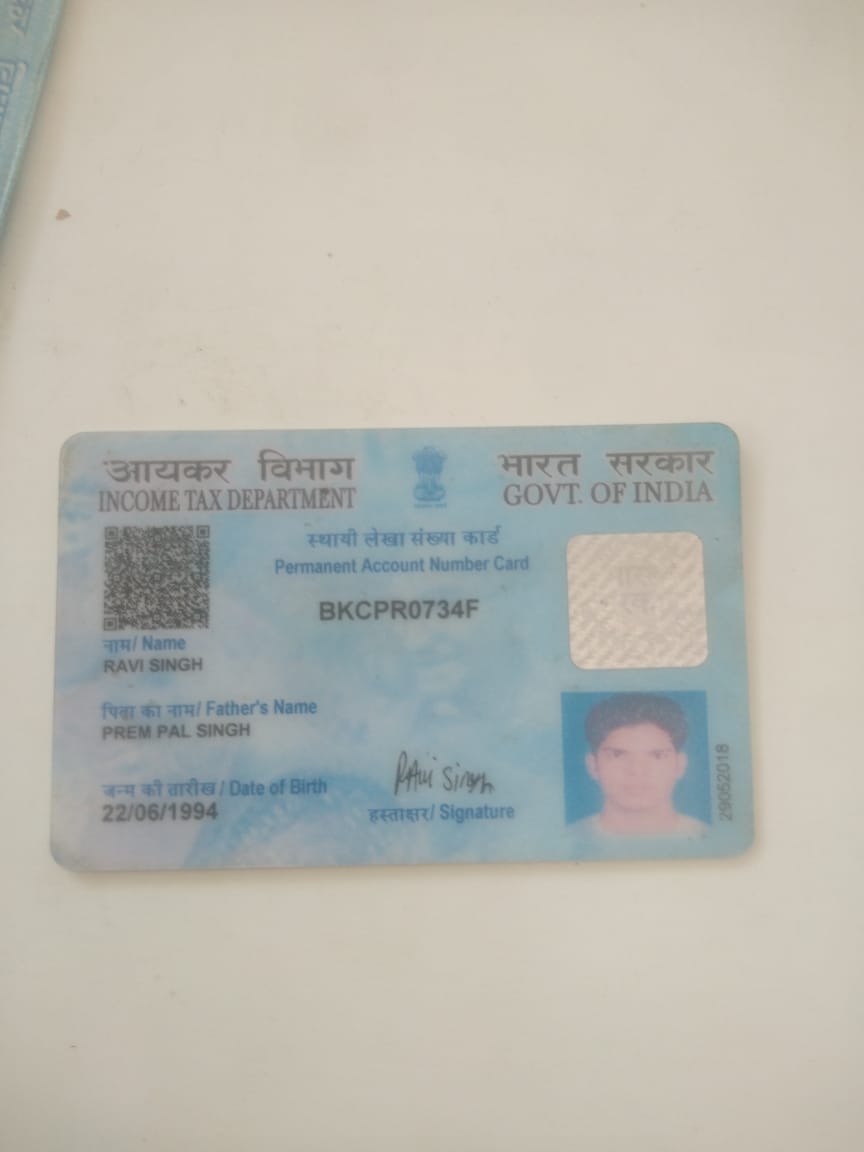 आयकर विभाग
INCOME TAX DEPARTMENT
भारत सरकार
GOVT. OF INDIA
स्थायी लेखा संख्या कार्ड
Permanent Account Number Card
BKCPR0734F
नाम/ Name
RAVI SINGH
पिता का नाम/ Father's Name
PREM PAL SINGH
जन्म की तारीख / Date of Birth
22/06/1994
Ravi Singh
हस्ताक्षर/ Signature
29052018